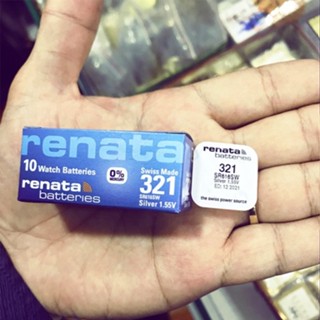 renata
10 Watch Batteries
0%
MERCURY
Swiss Made
321
SR616SW
Silver 1.55V
renata
batteries
renata
batteries
321
SR616SW
Silver 1.55V
the swiss power source